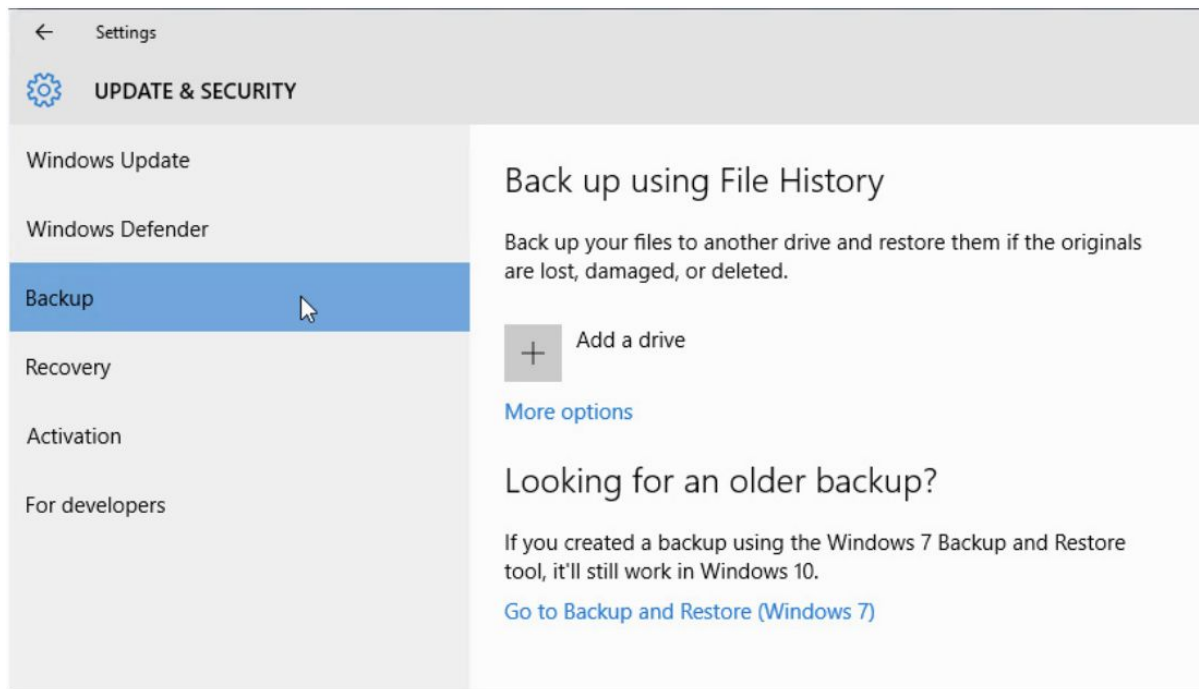 Settings
UPDATE & SECURITY
Windows Update
Windows Defender
Backup
Recovery
Activation
For developers
Back up using File History
Back up your files to another drive and restore them if the originals
are lost, damaged, or deleted.
Add a drive
More options
Looking for an older backup?
If you created a backup using the Windows 7 Backup and Restore
tool, it'll still work in Windows 10.
Go to Backup and Restore (Windows 7)